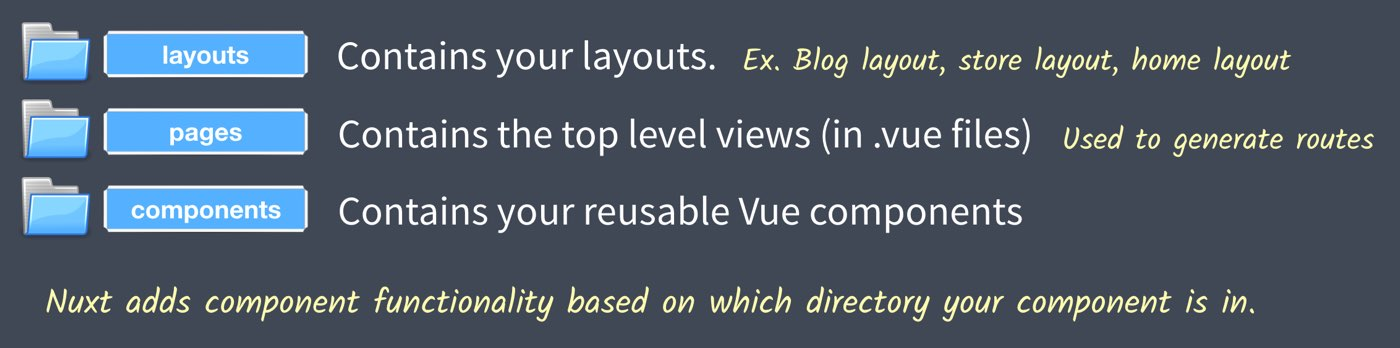 layouts Contains your layouts. Ex. Blog layout, store layout, home layout
pages Contains the top level views (in .vue files) Used to generate routes
components Contains your reusable Vue components
Nuxt adds component functionality based on which directory your component is in.